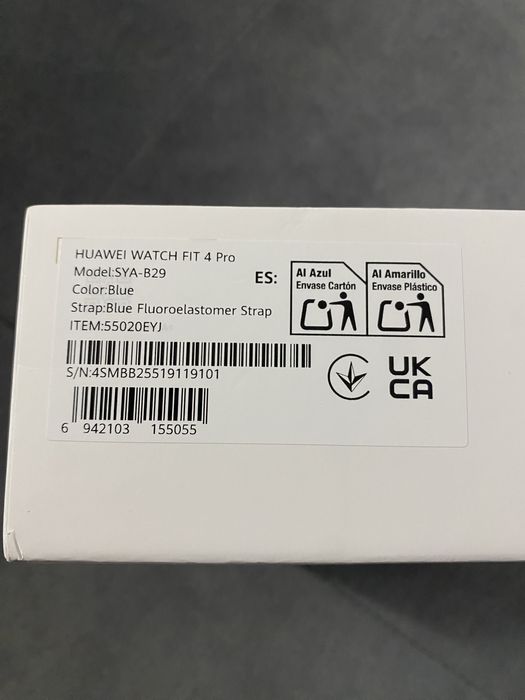 HUAWEI WATCH FIT 4 Pro
Model:SYA-B29
Color:Blue
Strap:Blue Fluoroelastomer Strap
ITEM:55020EYJ
S/N:4SMBB25519119101
6 942103 155055
ES:
Al Azul
Envase Cartón
Al Amarillo
Envase Plástico
UK
CA